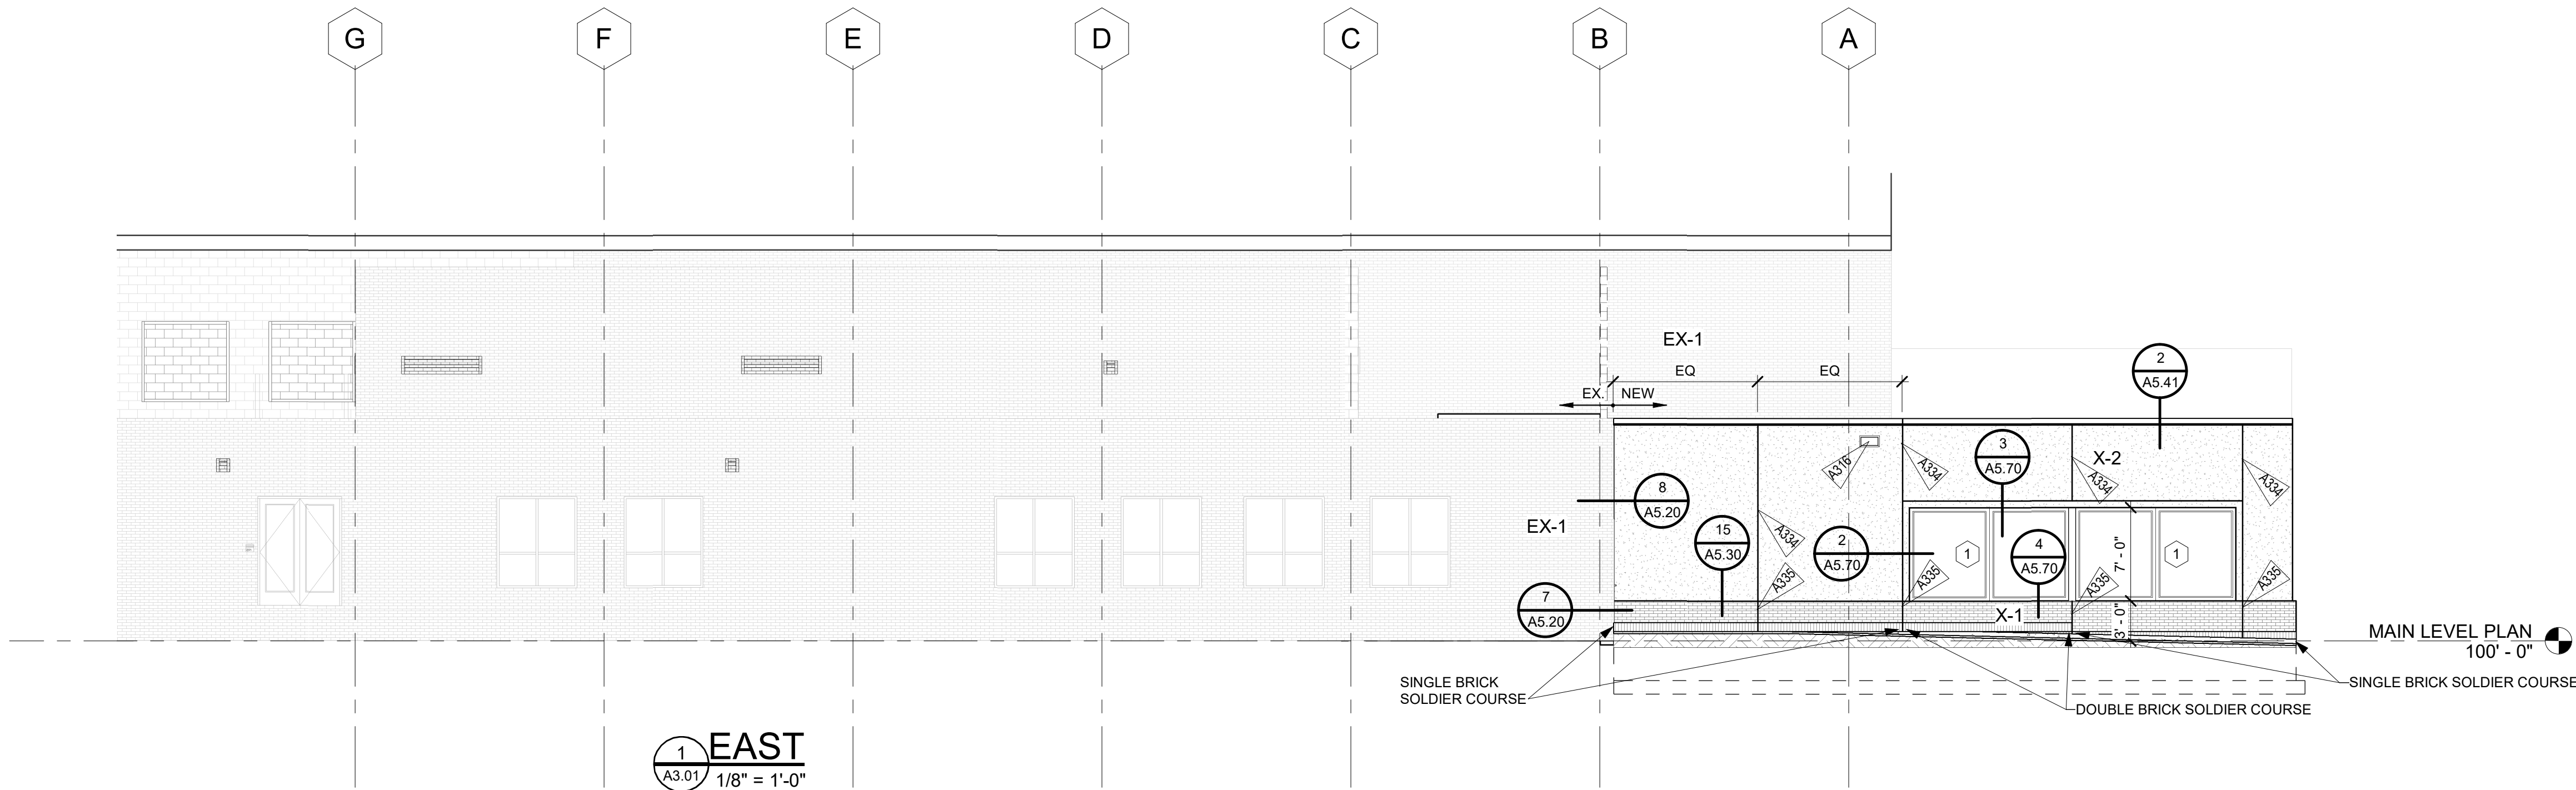 G
F
E
D
C
B
A
EX-1
EQ
EQ
EX.
NEW
2
A5.41
3
A5.70
X-2
A316
A334
A334
A334
8
A5.20
EX-1
15
A5.30
A334
2
A5.70
1
4
A5.70
7' - 0"
1
A335
A335
A335
A335
7
A5.20
X-1
3' - 0"
MAIN LEVEL PLAN
100' - 0"
SINGLE BRICK
SOLDIER COURSE
SINGLE BRICK SOLDIER COURSE
DOUBLE BRICK SOLDIER COURSE
1
A3.01
EAST
1/8" = 1'-0"